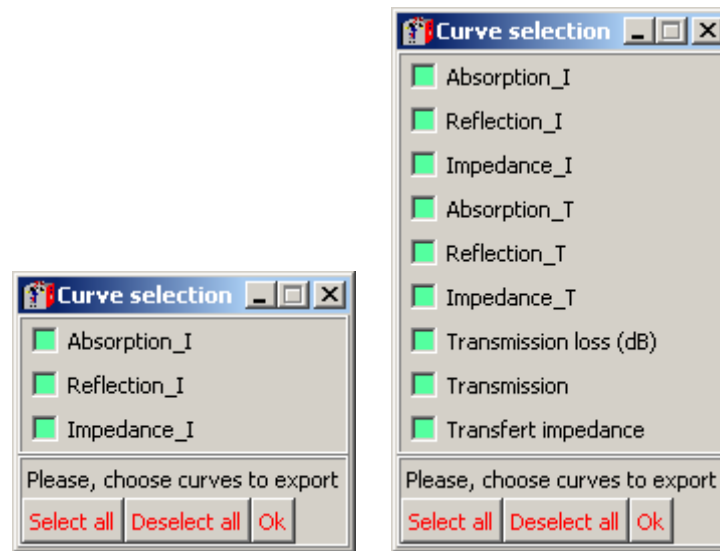 Curve selection
Absorption_I
Reflection_I
Impedance_I
Please, choose curves to export
Select all Deselect all Ok
Curve selection
Absorption_I
Reflection_I
Impedance_I
Absorption_T
Reflection_T
Impedance_T
Transmission loss (dB)
Transmission
Transfert impedance
Please, choose curves to export
Select all Deselect all Ok